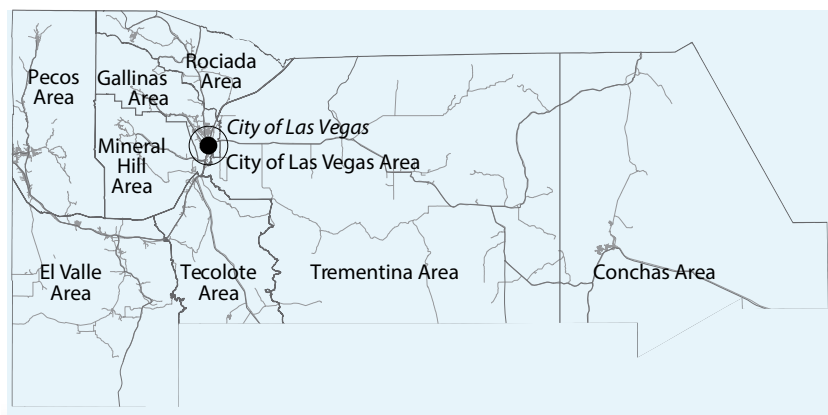 Rociada
Area
Pecos
Area
Gallinas
Area
City of Las Vegas
Mineral
Hill
Area
City of Las Vegas Area
El Valle
Area
Tecolote
Area
Trementina Area
Conchas Area